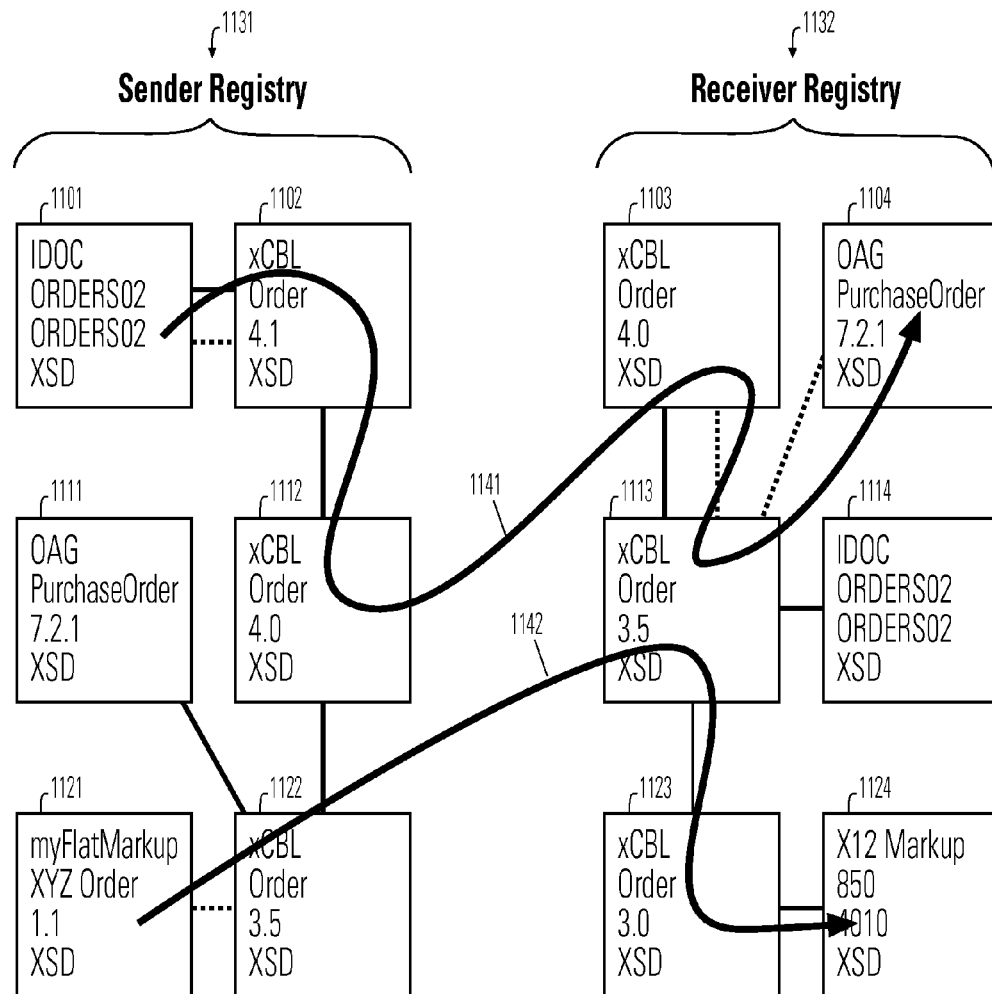 1131
1132
Sender Registry
Receiver Registry
1101
1102
1103
1104
IDOC
ORDERS02
ORDERS02
XSD
xCBL
Order
4.1
XSD
xCBL
Order
4.0
XSD
OAG
PurchaseOrder
7.2.1
XSD
1111
1112
1141
1113
1114
OAG
PurchaseOrder
7.2.1
XSD
xCBL
Order
4.0
XSD
xCBL
Order
3.5
XSD
IDOC
ORDERS02
ORDERS02
XSD
1142
1121
1122
1123
1124
myFlatMarkup
XYZ Order
1.1
XSD
xCBL
Order
3.5
XSD
xCBL
Order
3.0
XSD
X12 Markup
850
4010
XSD